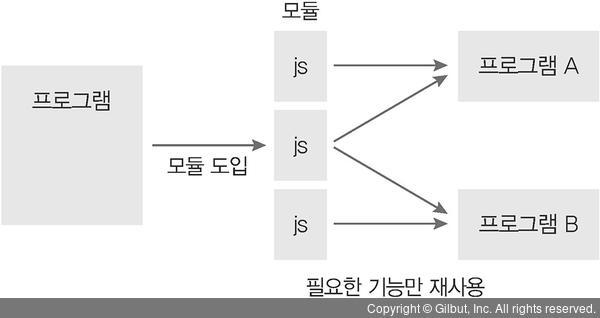 모듈
프로그램
모듈 도입
js
js
js
프로그램 A
프로그램 B
필요한 기능만 재사용
Copyright © Gilbut, Inc. All rights reserved.